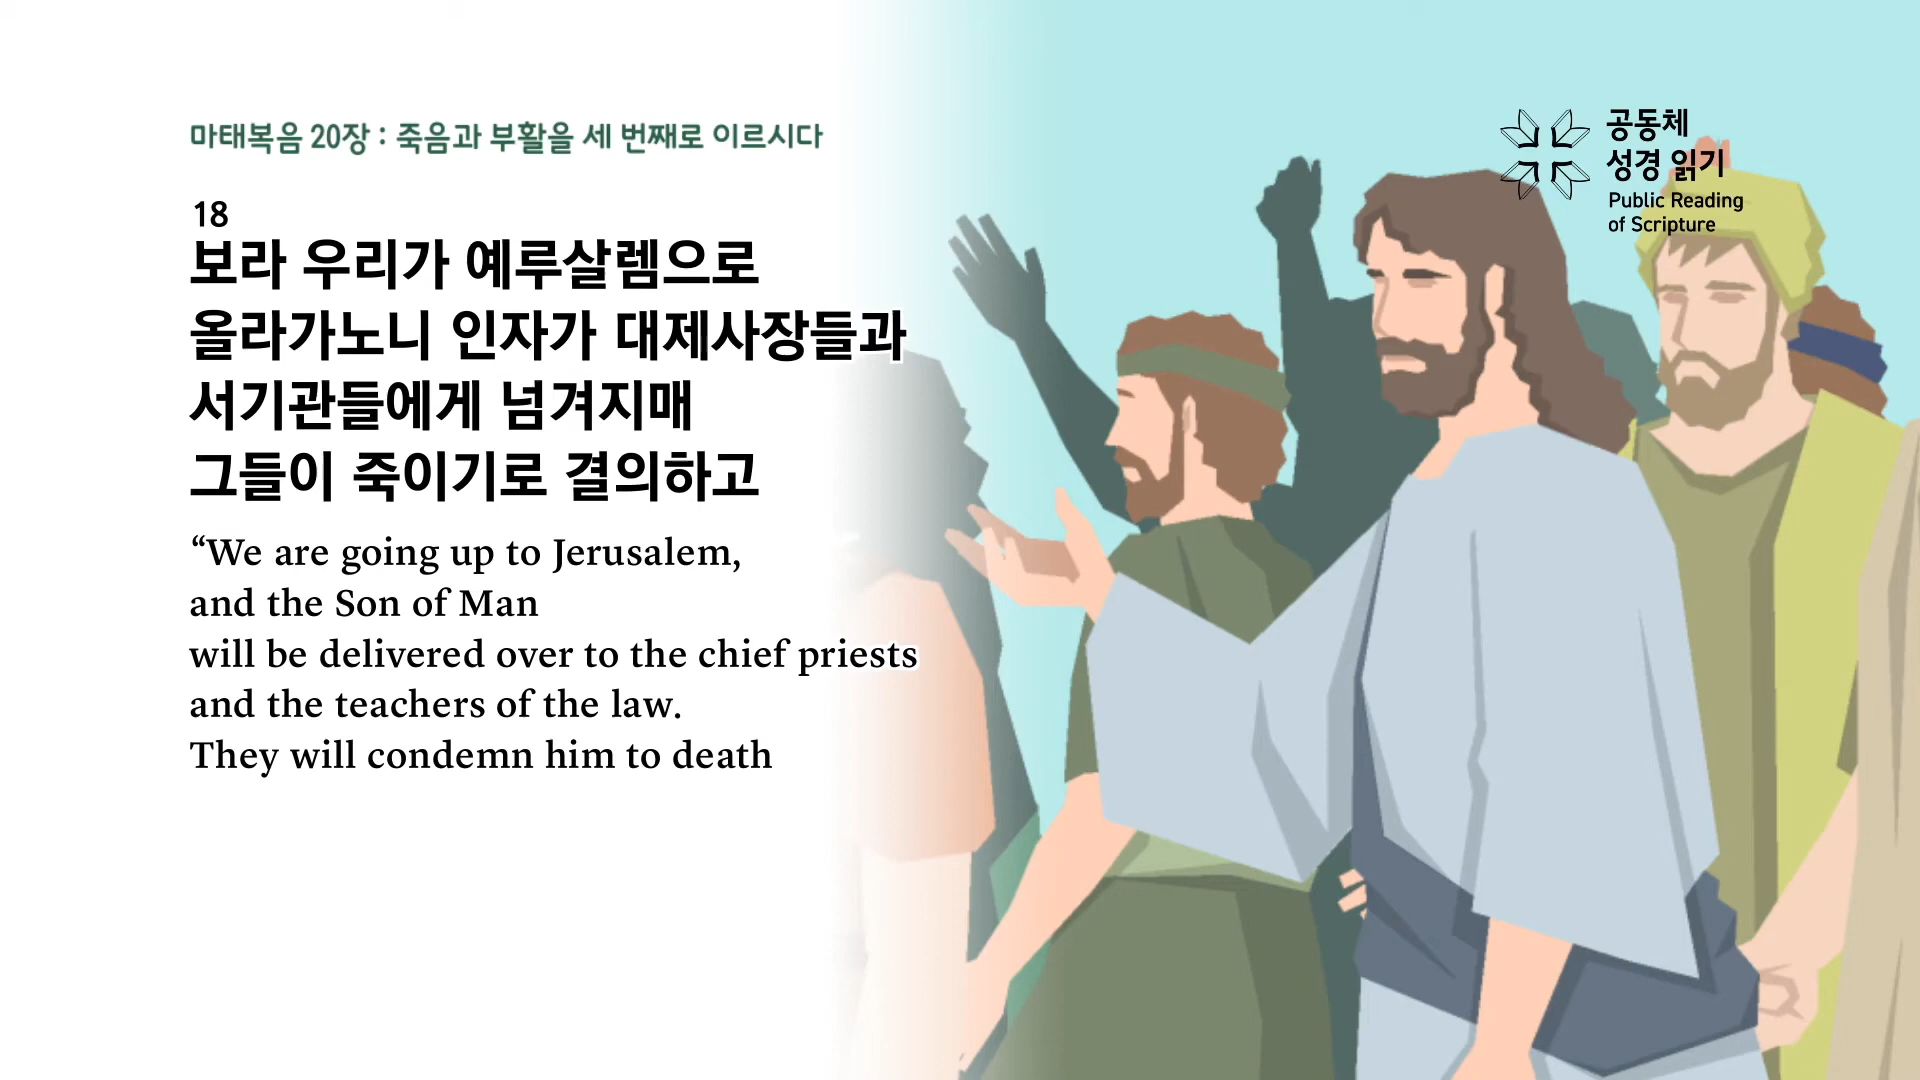 마태복음 20장 : 죽음과 부활을 세 번째로 이르시다
18
보라 우리가 예루살렘으로
올라가노니 인자가 대제사장들과
서기관들에게 넘겨지매
그들이 죽이기로 결의하고
“We are going up to Jerusalem,
and the Son of Man
will be delivered over to the chief priests
and the teachers of the law.
They will condemn him to death
공동체
성경 읽기
Public Reading
of Scripture